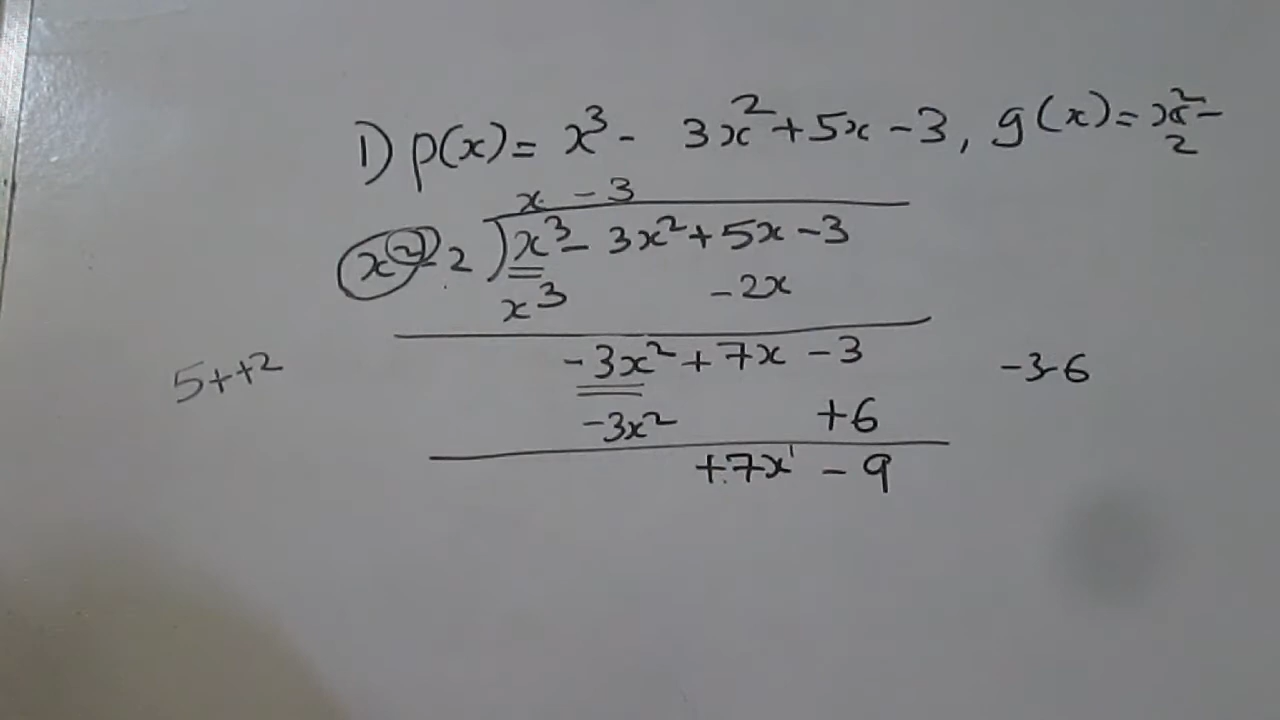 1) p(x) = x³ - 3x² + 5x - 3, g(x) = x² -
2
x - 3
x² - 2 ) x³ - 3x² + 5x - 3
x³ - 2x
-3x² + 7x - 3
5++2
-3-6
-3x² + 6
+7x - 9